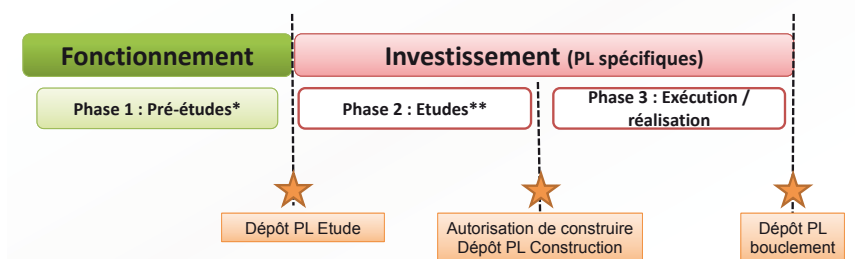 Fonctionnement
Investissement (PL spécifiques)
Phase 1 : Pré-études*
Phase 2 : Etudes**
Phase 3 : Exécution /
réalisation
Dépôt PL Etude
Autorisation de construire
Dépôt PL Construction
Dépôt PL
bouclement